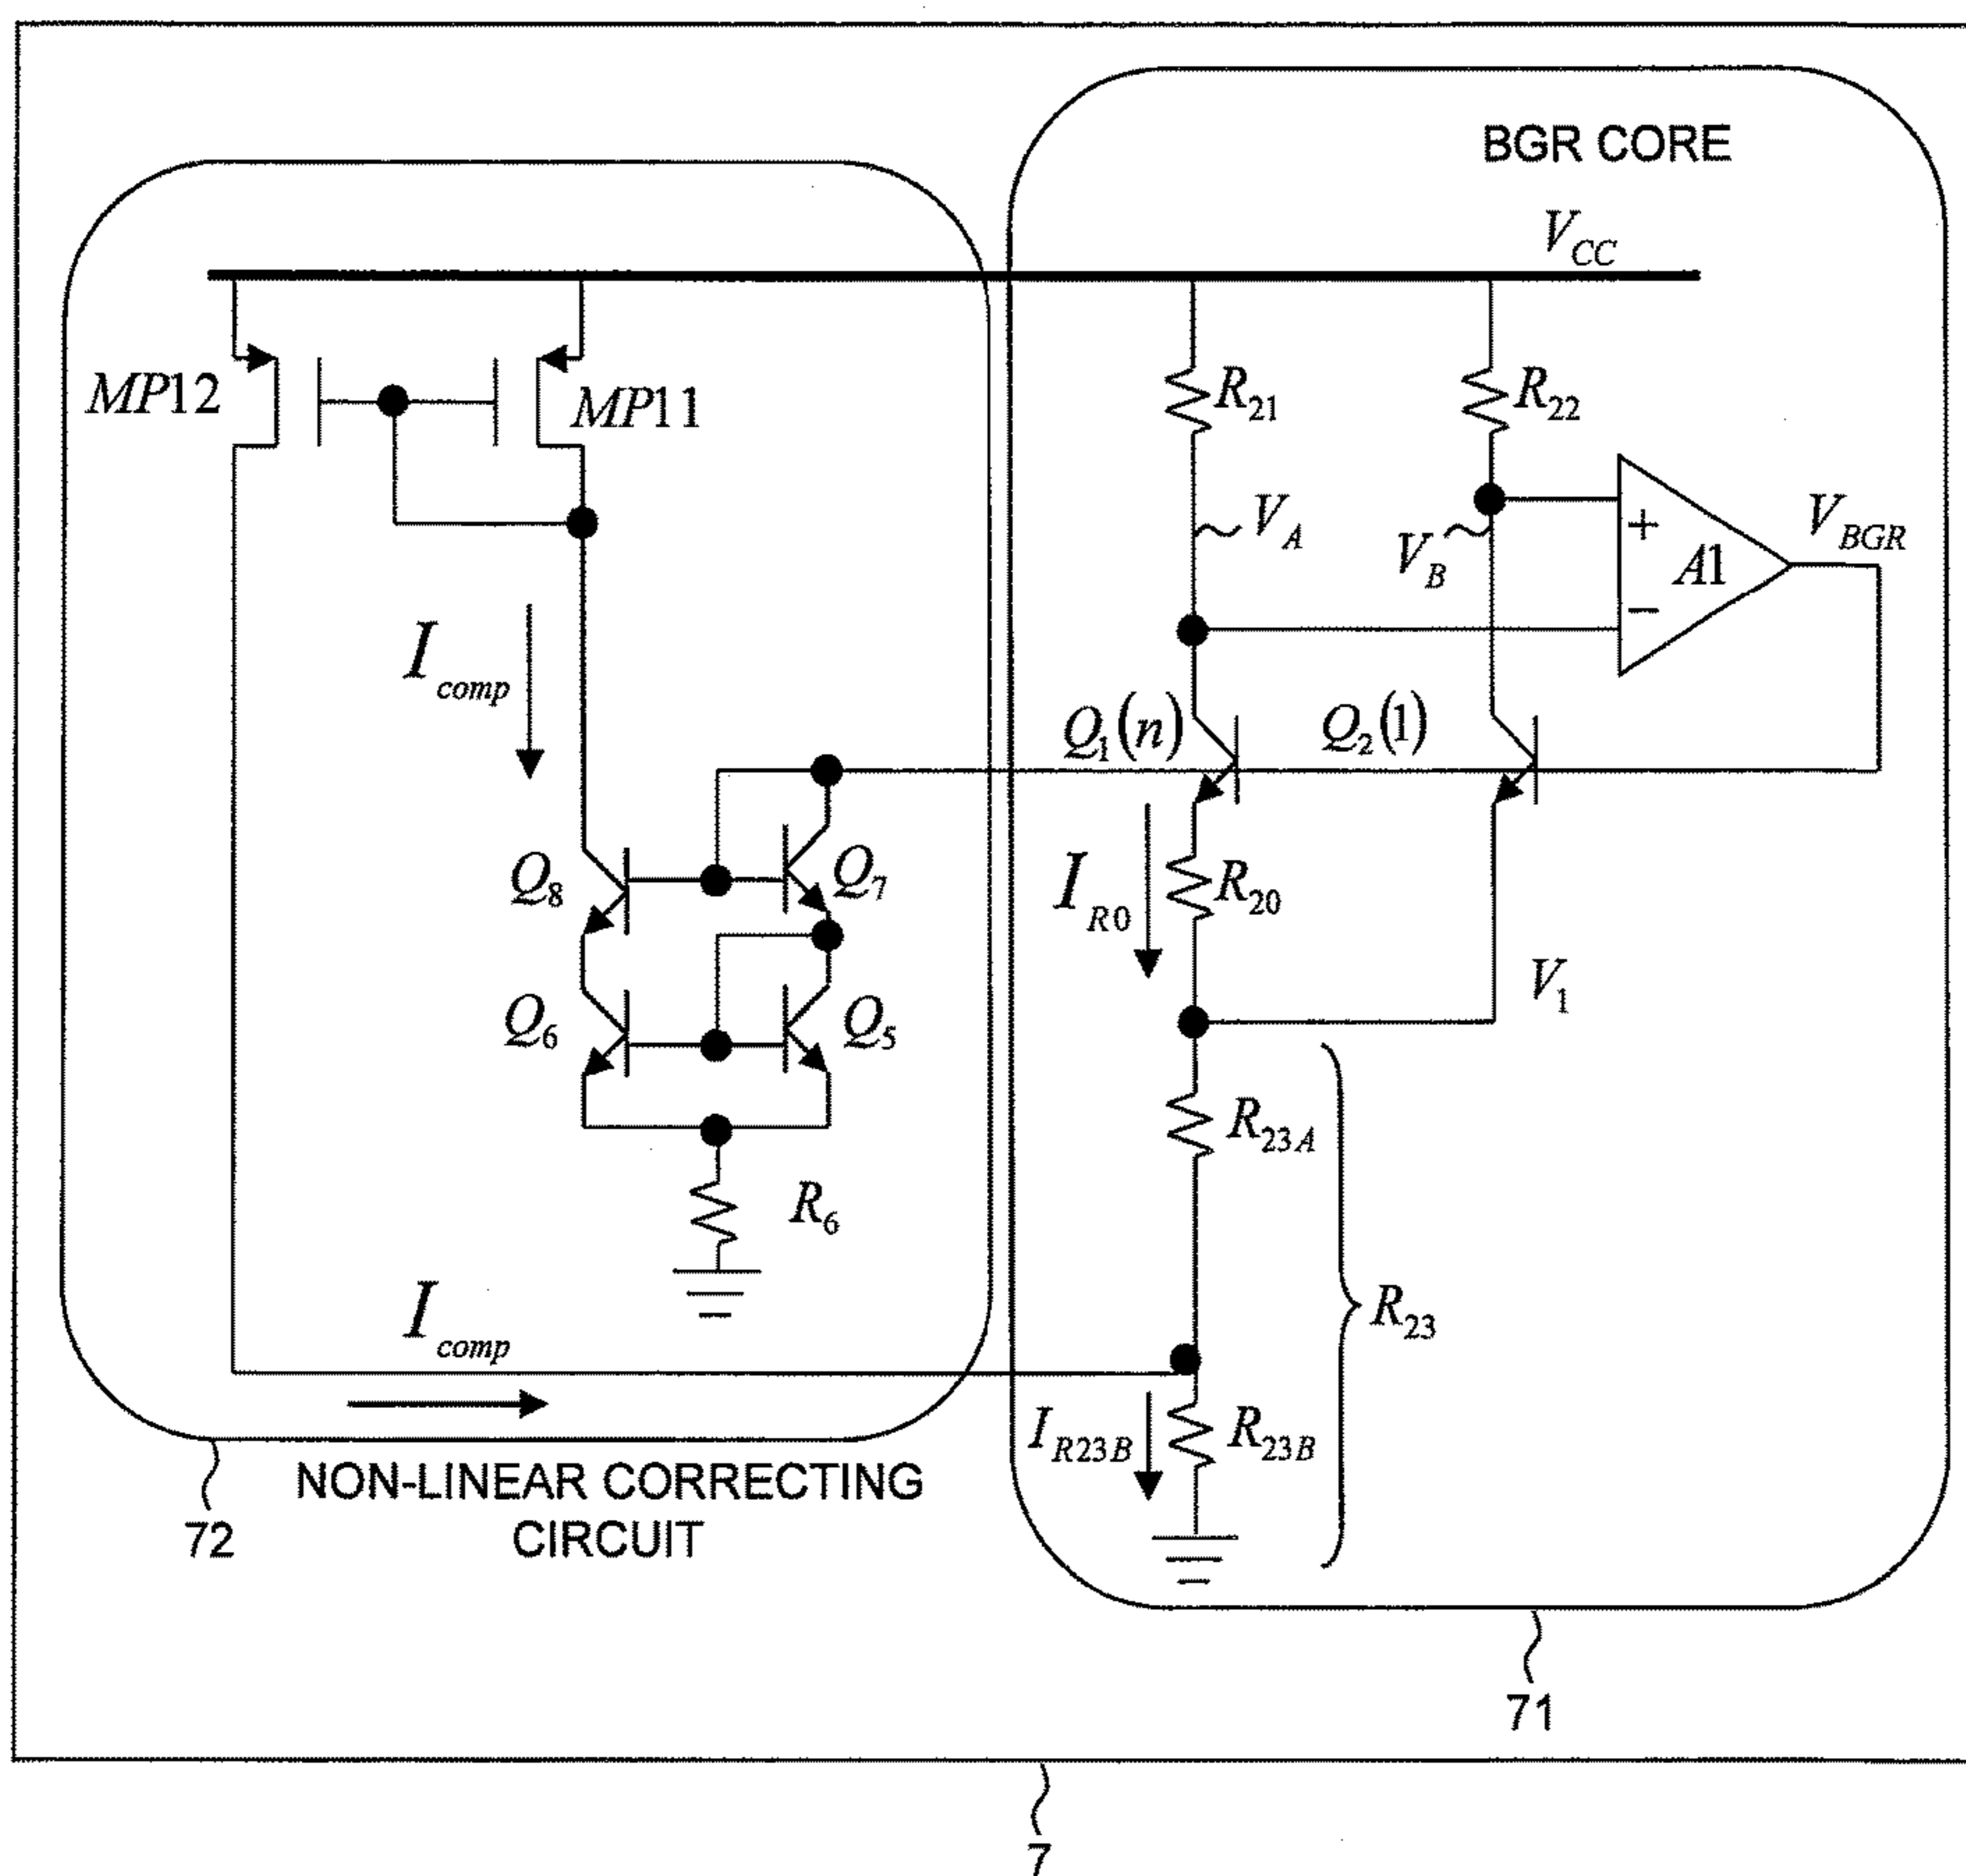 BGR CORE
V_CC
MP12
MP11
R_21
R_22
V_A
V_B
+
−
A1
V_BGR
I_comp
Q_1(n)
Q_2(1)
Q_8
Q_7
I_R0
R_20
V_1
Q_6
Q_5
R_23A
R_6
R_23
I_comp
I_R23B
R_23B
NON-LINEAR CORRECTING
CIRCUIT
72
71
7